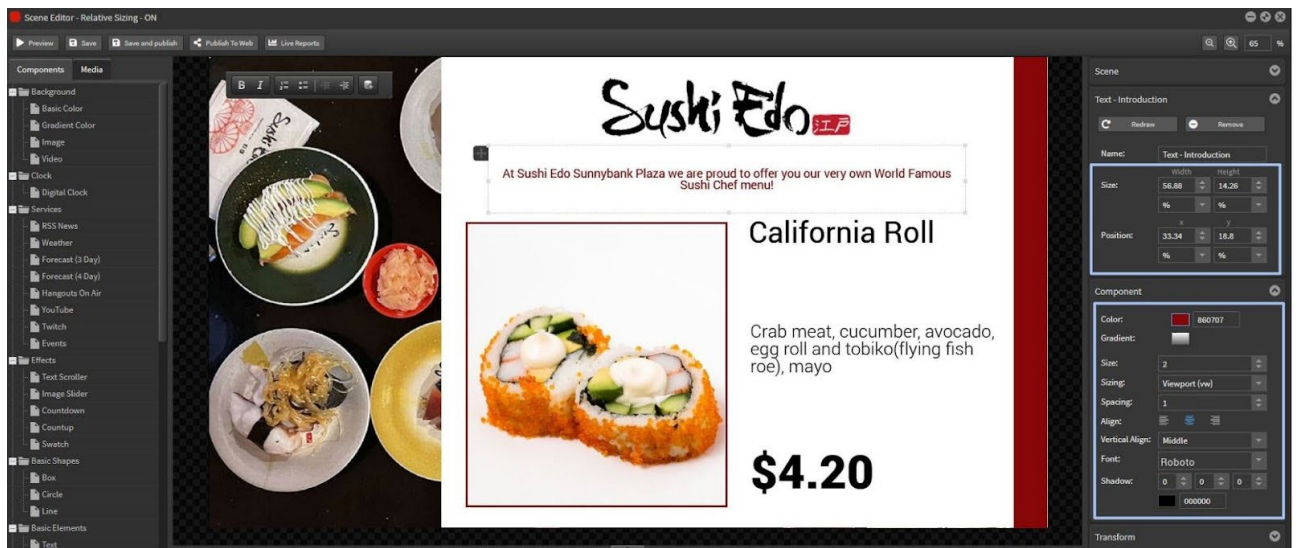 Scene Editor - Relative Sizing - ON
Preview
Save
Save and publish
Publish To Web
Live Reports
65 %
Components
Media
Background
Basic Color
Gradient Color
Image
Video
Clock
Digital Clock
Services
RSS News
Weather
Forecast (3 Day)
Forecast (4 Day)
Hangouts On Air
YouTube
Twitch
Events
Effects
Text Scroller
Image Slider
Countdown
Countup
Swatch
Basic Shapes
Box
Circle
Line
Basic Elements
Text
B I
Sushi Edo 江戸
At Sushi Edo Sunnybank Plaza we are proud to offer you our very own World Famous
Sushi Chef menu!
California Roll
Crab meat, cucumber, avocado,
egg roll and tobiko(flying fish
roe), mayo
$4.20
Scene
Text - Introduction
Redraw
Remove
Name: Text - Introduction
Width Height
Size: 56.88 14.26
% %
x y
Position: 33.34 18.8
% %
Component
Color: 860707
Gradient:
Size: 2
Sizing: Viewport (vw)
Spacing: 1
Align:
Vertical Align: Middle
Font: Roboto
Shadow: 0 0 0
000000
Transform